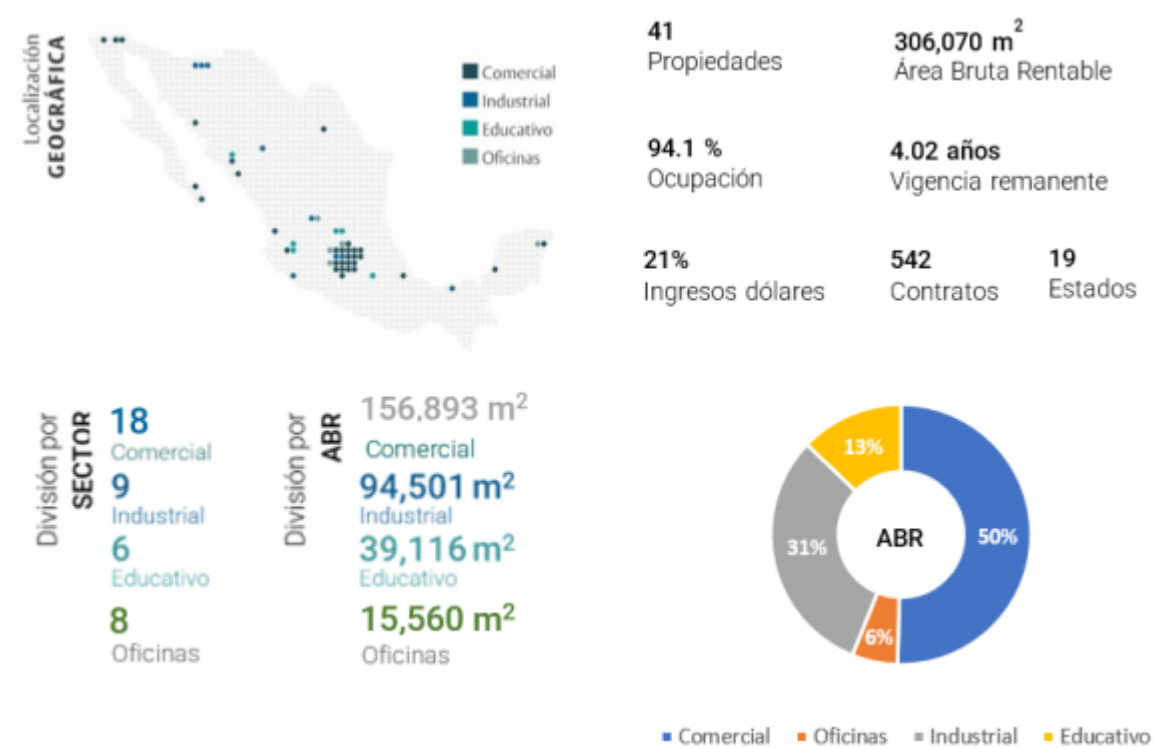 Localización
GEOGRÁFICA
Comercial
Industrial
Educativo
Oficinas
41
Propiedades
306,070 m²
Área Bruta Rentable
94.1 %
Ocupación
4.02 años
Vigencia remanente
21%
Ingresos dólares
542
Contratos
19
Estados
División por
SECTOR
18
Comercial
9
Industrial
6
Educativo
8
Oficinas
División por
ABR
156,893 m²
Comercial
94,501 m²
Industrial
39,116 m²
Educativo
15,560 m²
Oficinas
13%
31%
ABR
50%
6%
Comercial Oficinas Industrial Educativo